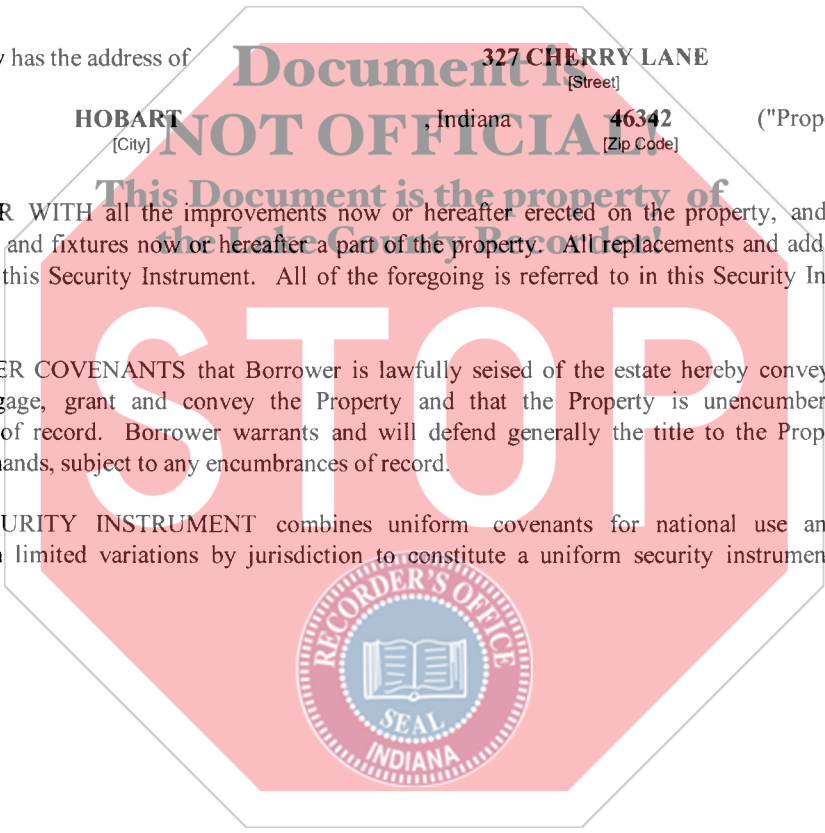 has the address of 327 CHERRY LANE
[Street]
HOBART , Indiana 46342 ("Prop
[City] [Zip Code]
Document is
NOT OFFICIAL!
This Document is the property of
the Lake County Recorder!
R WITH all the improvements now or hereafter erected on the property, and
and fixtures now or hereafter a part of the property. All replacements and add
this Security Instrument. All of the foregoing is referred to in this Security In
STOP
ER COVENANTS that Borrower is lawfully seised of the estate hereby convey
gage, grant and convey the Property and that the Property is unencumber
of record. Borrower warrants and will defend generally the title to the Prop
ands, subject to any encumbrances of record.
URITY INSTRUMENT combines uniform covenants for national use an
limited variations by jurisdiction to constitute a uniform security instrumen
RECORDER'S OFFICE
SEAL
INDIANA